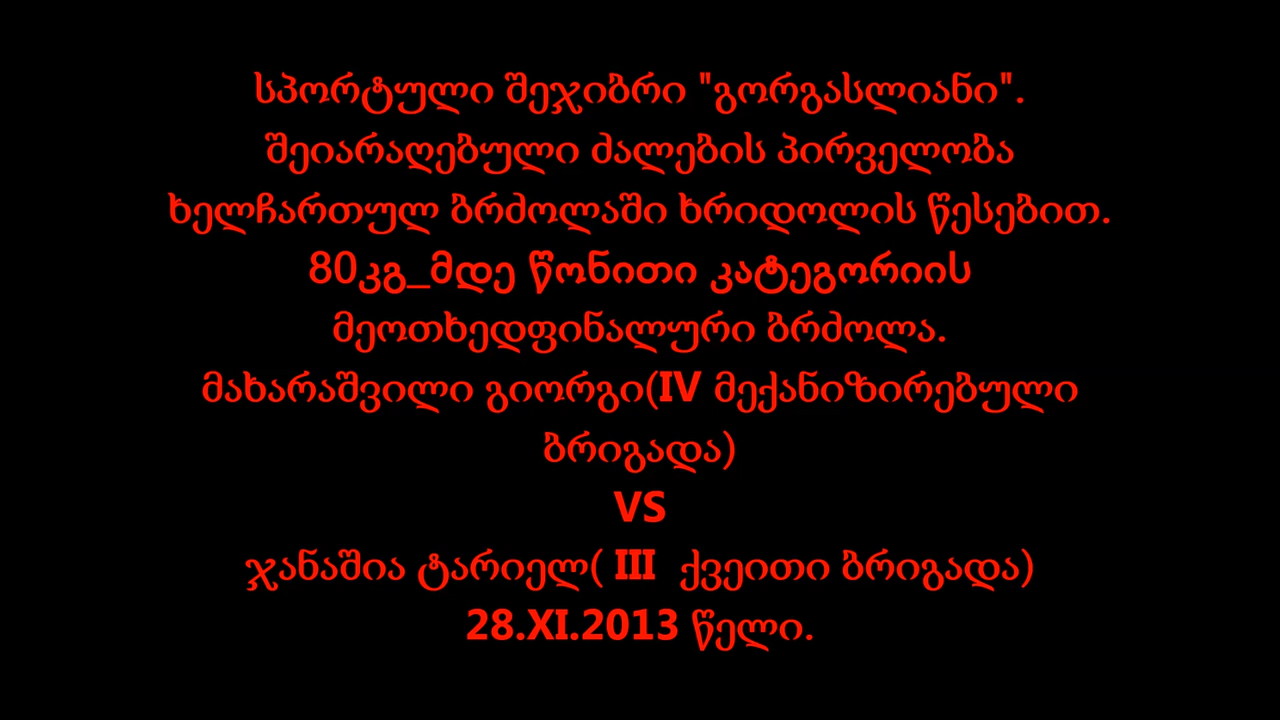 სპორტული შეჯიბრი "გორგასლიანი".
შეიარაღებული ძალების პირველობა
ხელჩართულ ბრძოლაში ხრიდოლის წესებით.
80კგ_მდე წონითი კატეგორიის
მეოთხედფინალური ბრძოლა.
მახარაშვილი გიორგი(IV მექანიზირებული
ბრიგადა)
VS
ჯანაშია ტარიელ( III  ქვეითი ბრიგადა)
28.XI.2013 წელი.